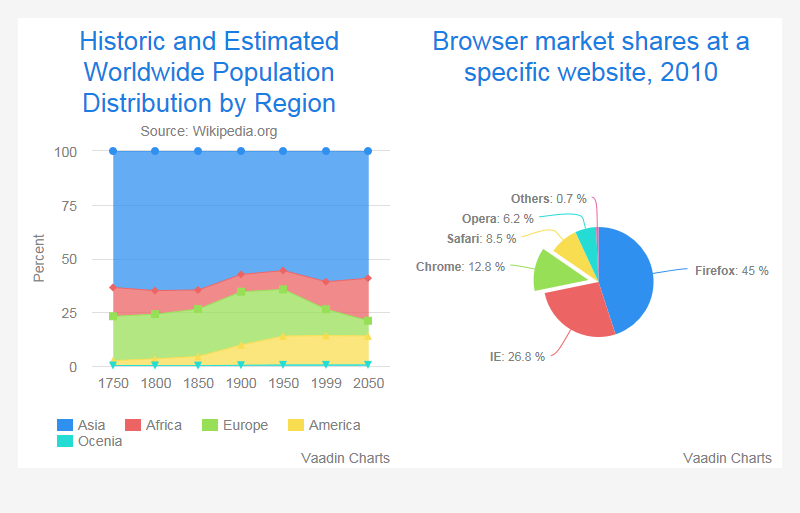 Historic and Estimated
Worldwide Population
Distribution by Region
Source: Wikipedia.org
Percent
100
75
50
25
0
1750 1800 1850 1900 1950 1999 2050
Asia Africa Europe America
Ocenia
Vaadin Charts
Browser market shares at a
specific website, 2010
Others: 0.7 %
Opera: 6.2 %
Safari: 8.5 %
Chrome: 12.8 %
Firefox: 45 %
IE: 26.8 %
Vaadin Charts